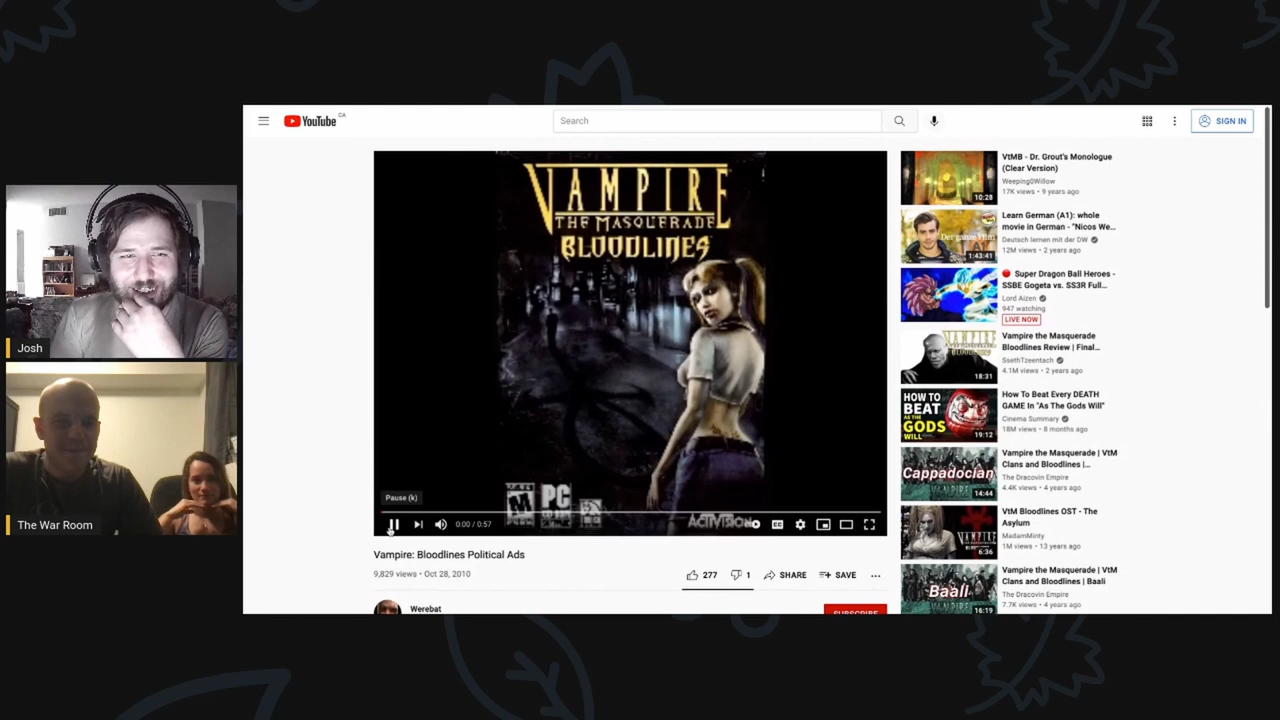 YouTube CA
Search
SIGN IN
Josh
The War Room
VAMPIRE
THE MASQUERADE
BLOODLINES
M
PC
ACTIVISION
Pause (k)
0:00 / 0:57
Vampire: Bloodlines Political Ads
9,829 views • Oct 28, 2010
277
1
SHARE
SAVE
Werebat
SUBSCRIBE
10:28
VtMB - Dr. Grout's Monologue
(Clear Version)
Weeping0Willow
17K views • 9 years ago
1:43:41
Learn German (A1): whole
movie in German - "Nicos We...
Deutsch lernen mit der DW
12M views • 2 years ago
Super Dragon Ball Heroes -
SSBE Gogeta vs. SS3R Full...
Lord Aizen
947 watching
LIVE NOW
18:31
Vampire the Masquerade
Bloodlines Review | Final...
SsethTzeentach
4.1M views • 2 years ago
HOW TO
BEAT
AS THE
GODS
WILL
19:12
How To Beat Every DEATH
GAME In "As The Gods Will"
Cinema Summary
18M views • 8 months ago
Cappadocian
14:44
Vampire the Masquerade | VtM
Clans and Bloodlines |...
The Dracovin Empire
4.4K views • 4 years ago
6:36
VtM Bloodlines OST - The
Asylum
MadamMinty
1M views • 13 years ago
Baali
16:19
Vampire the Masquerade | VtM
Clans and Bloodlines | Baali
The Dracovin Empire
7.7K views • 4 years ago